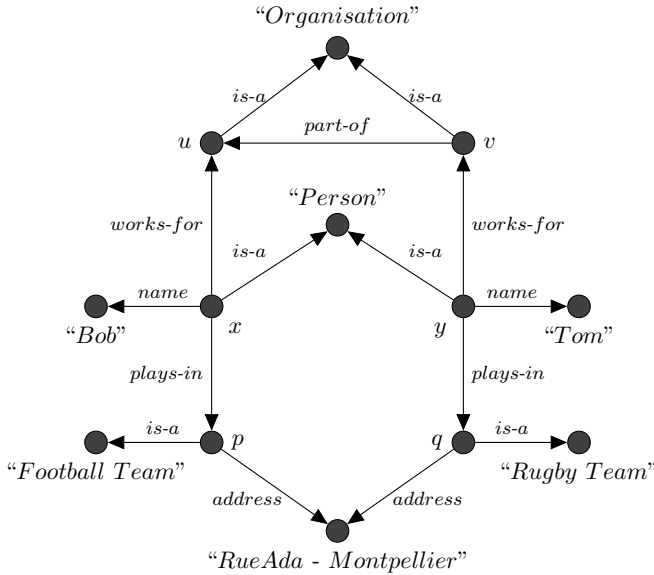 “Organisation”
is-a
is-a
u
part-of
v
“Person”
works-for
works-for
is-a
is-a
name
name
“Bob”
x
y
“Tom”
plays-in
plays-in
is-a
p
q
is-a
“Football Team”
“Rugby Team”
address
address
“RueAda - Montpellier”